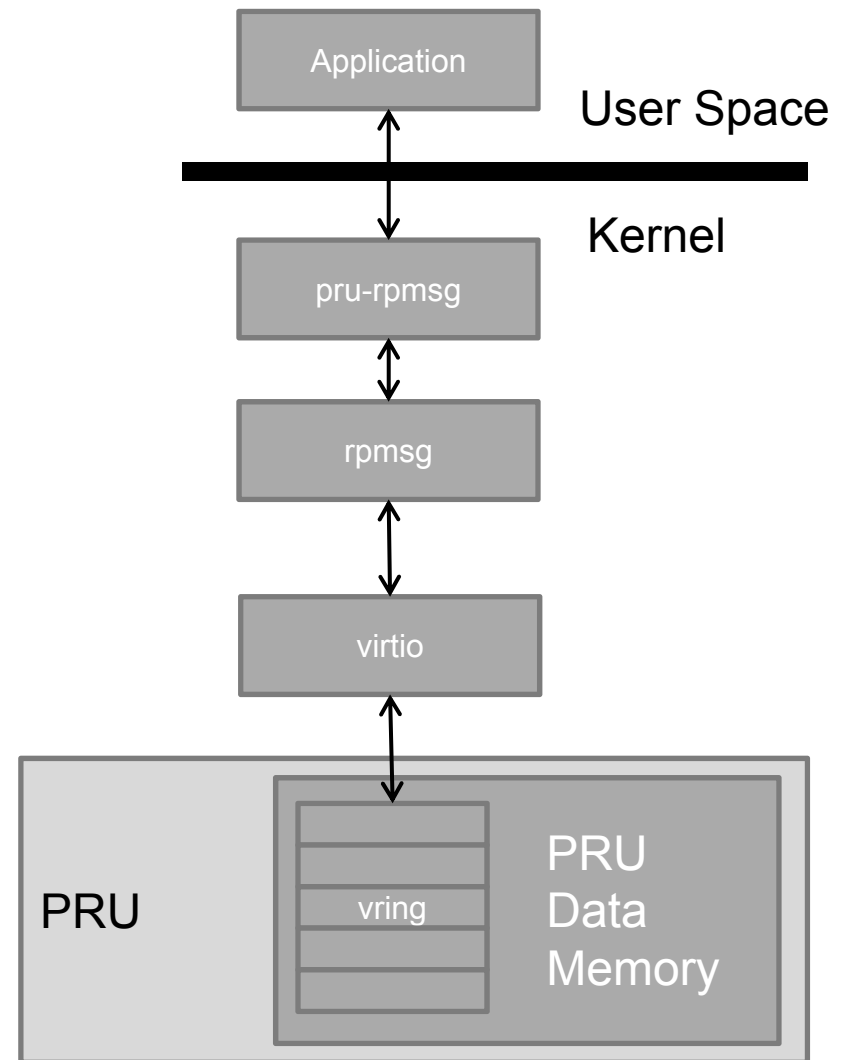 Application
User Space
Kernel
pru-rpmsg
rpmsg
virtio
PRU
vring
PRU
Data
Memory